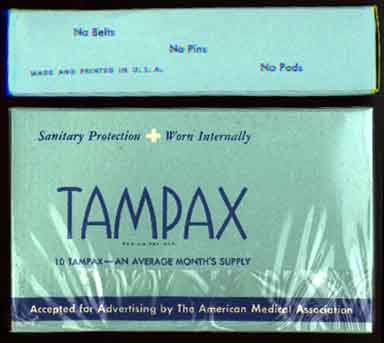 No Belts
No Pins
No Pads
MADE AND PRINTED IN U.S.A.
Sanitary Protection Worn Internally
TAMPAX
10 TAMPAX—AN AVERAGE MONTH'S SUPPLY
Accepted for Advertising by The American Medical Association